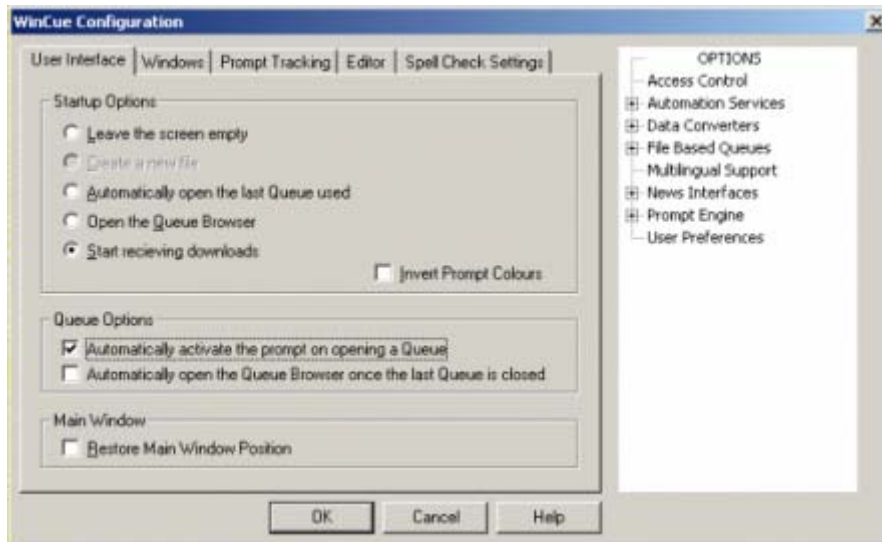 WinCue Configuration
User Interface Windows Prompt Tracking Editor Spell Check Settings
Startup Options
Leave the screen empty
Create a new file
Automatically open the last Queue used
Open the Queue Browser
Start recieving downloads
Invert Prompt Colours
Queue Options
Automatically activate the prompt on opening a Queue
Automatically open the Queue Browser once the last Queue is closed
Main Window
Restore Main Window Position
OK Cancel Help
OPTIONS
Access Control
Automation Services
Data Converters
File Based Queues
Multilingual Support
News Interfaces
Prompt Engine
User Preferences